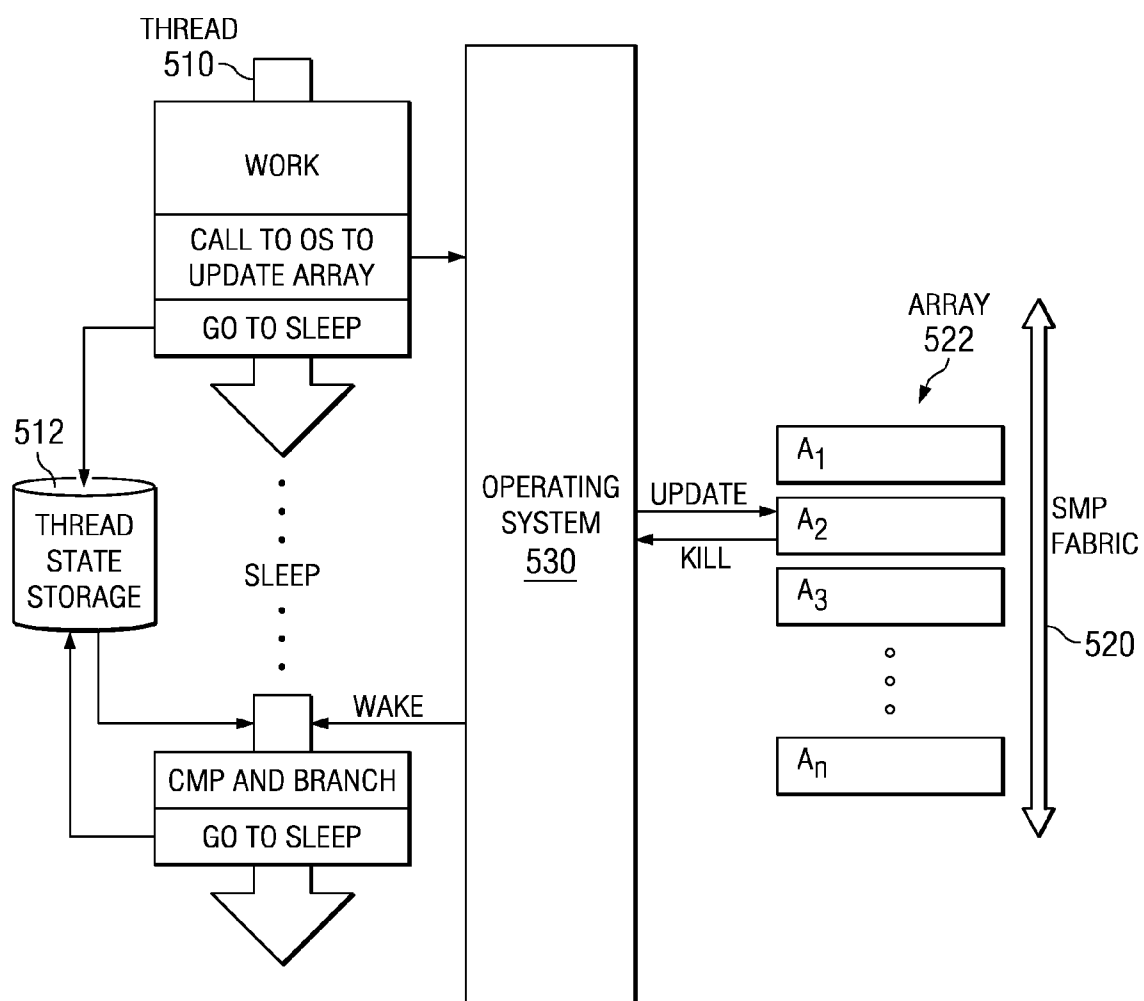 THREAD
510
WORK
CALL TO OS TO
UPDATE ARRAY
GO TO SLEEP
512
THREAD
STATE
STORAGE
SLEEP
WAKE
CMP AND BRANCH
GO TO SLEEP
OPERATING
SYSTEM
530
UPDATE
KILL
ARRAY
522
A1
A2
A3
An
SMP
FABRIC
520